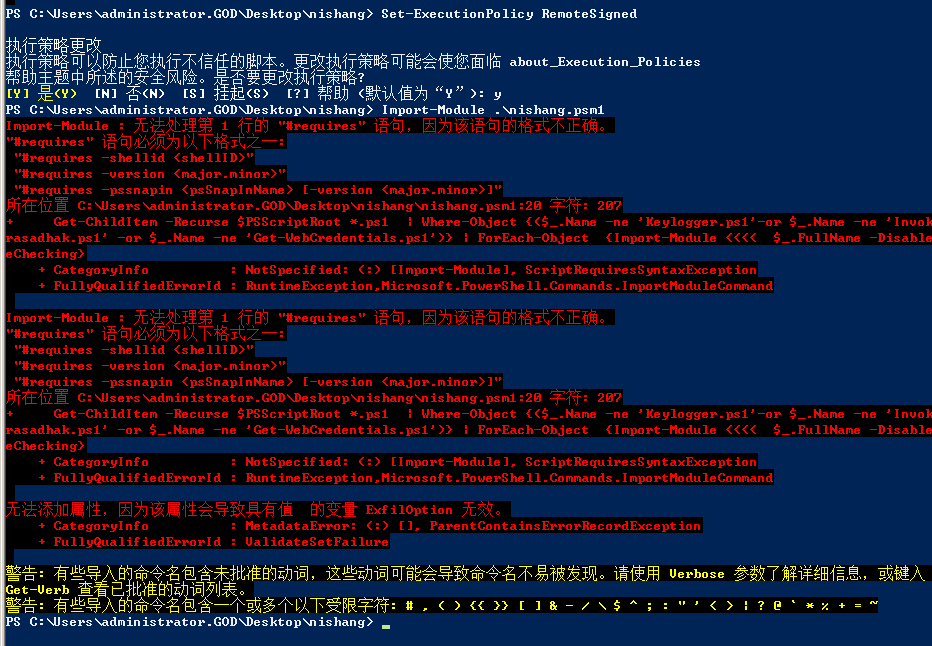 PS C:\Users\administrator.GOD\Desktop\nishang> Set-ExecutionPolicy RemoteSigned
执行策略更改
执行策略可以防止您执行不信任的脚本。更改执行策略可能会使您面临 about_Execution_Policies
帮助主题中所述的安全风险。是否要更改执行策略?
[Y] 是(Y)  [N] 否(N)  [S] 挂起(S)  [?] 帮助 (默认值为“Y”): y
PS C:\Users\administrator.GOD\Desktop\nishang> Import-Module .\nishang.psm1
Import-Module : 无法处理第 1 行的 "#requires" 语句，因为该语句的格式不正确。
"#requires" 语句必须为以下格式之一:
 "#requires -shellid <shellID>"
 "#requires -version <major.minor>"
 "#requires -pssnapin <psSnapInName> [-version <major.minor>]"
所在位置 C:\Users\administrator.GOD\Desktop\nishang\nishang.psm1:20 字符: 207
+     Get-ChildItem -Recurse $PSScriptRoot *.ps1  | Where-Object {($_.Name -ne 'Keylogger.ps1'-or $_.Name -ne 'Invok
rasadhak.ps1' -or $_.Name -ne 'Get-WebCredentials.ps1')} | ForEach-Object  {Import-Module <<<<  $_.FullName -Disable
eChecking}
    + CategoryInfo          : NotSpecified: (:) [Import-Module], ScriptRequiresSyntaxException
    + FullyQualifiedErrorId : RuntimeException,Microsoft.PowerShell.Commands.ImportModuleCommand
Import-Module : 无法处理第 1 行的 "#requires" 语句，因为该语句的格式不正确。
"#requires" 语句必须为以下格式之一:
 "#requires -shellid <shellID>"
 "#requires -version <major.minor>"
 "#requires -pssnapin <psSnapInName> [-version <major.minor>]"
所在位置 C:\Users\administrator.GOD\Desktop\nishang\nishang.psm1:20 字符: 207
+     Get-ChildItem -Recurse $PSScriptRoot *.ps1  | Where-Object {($_.Name -ne 'Keylogger.ps1'-or $_.Name -ne 'Invok
rasadhak.ps1' -or $_.Name -ne 'Get-WebCredentials.ps1')} | ForEach-Object  {Import-Module <<<<  $_.FullName -Disable
eChecking}
    + CategoryInfo          : NotSpecified: (:) [Import-Module], ScriptRequiresSyntaxException
    + FullyQualifiedErrorId : RuntimeException,Microsoft.PowerShell.Commands.ImportModuleCommand
无法添加属性，因为该属性会导致具有值  的变量 ExfilOption 无效。
    + CategoryInfo          : MetadataError: (:) [], ParentContainsErrorRecordException
    + FullyQualifiedErrorId : ValidateSetFailure
警告: 有些导入的命令名包含未批准的动词，这些动词可能会导致命令名不易被发现。请使用 Verbose 参数了解详细信息，或键入
Get-Verb 查看已批准的动词列表。
警告: 有些导入的命令名包含一个或多个以下受限字符: # , ( ) {{ }} [ ] & - / \ $ ^ ; : " ' < > | ? @ ` * % + = ~
PS C:\Users\administrator.GOD\Desktop\nishang>